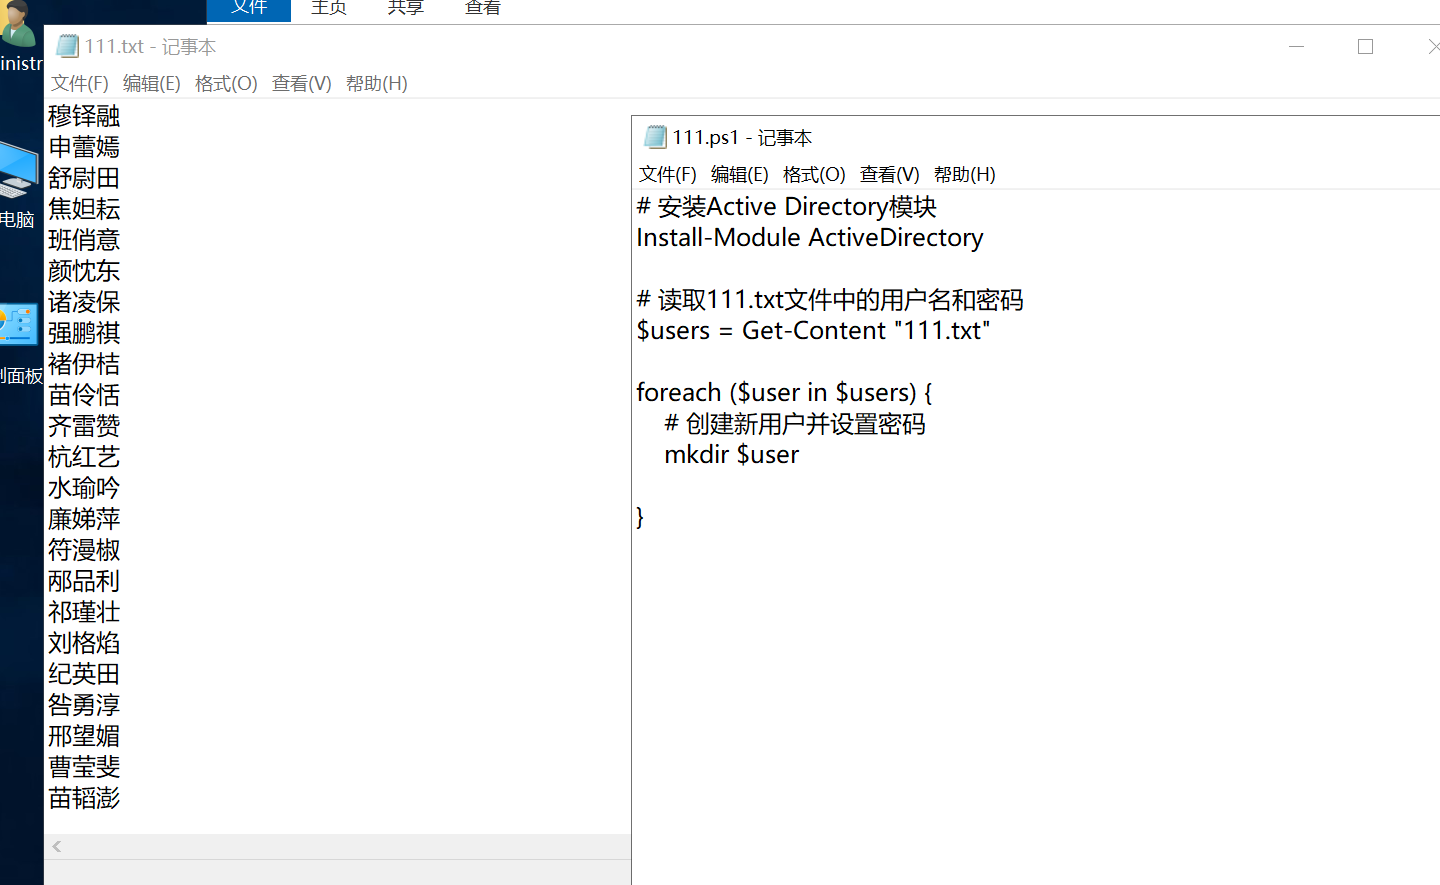 文件 主页 共享 查看
inistr
电脑
制面板
111.txt - 记事本
文件(F) 编辑(E) 格式(O) 查看(V) 帮助(H)
穆铎融
申蕾嫣
舒尉田
焦妲耘
班俏意
颜忱东
诸凌保
强鹏祺
褚伊桔
苗伶恬
齐雷赞
杭红艺
水瑜吟
廉娣萍
符漫椒
邴品利
祁瑾壮
刘格焰
纪英田
昝勇淳
邢望媚
曹莹斐
苗韬澎
111.ps1 - 记事本
文件(F) 编辑(E) 格式(O) 查看(V) 帮助(H)
# 安装Active Directory模块
Install-Module ActiveDirectory
# 读取111.txt文件中的用户名和密码
$users = Get-Content "111.txt"
foreach ($user in $users) {
# 创建新用户并设置密码
mkdir $user
}